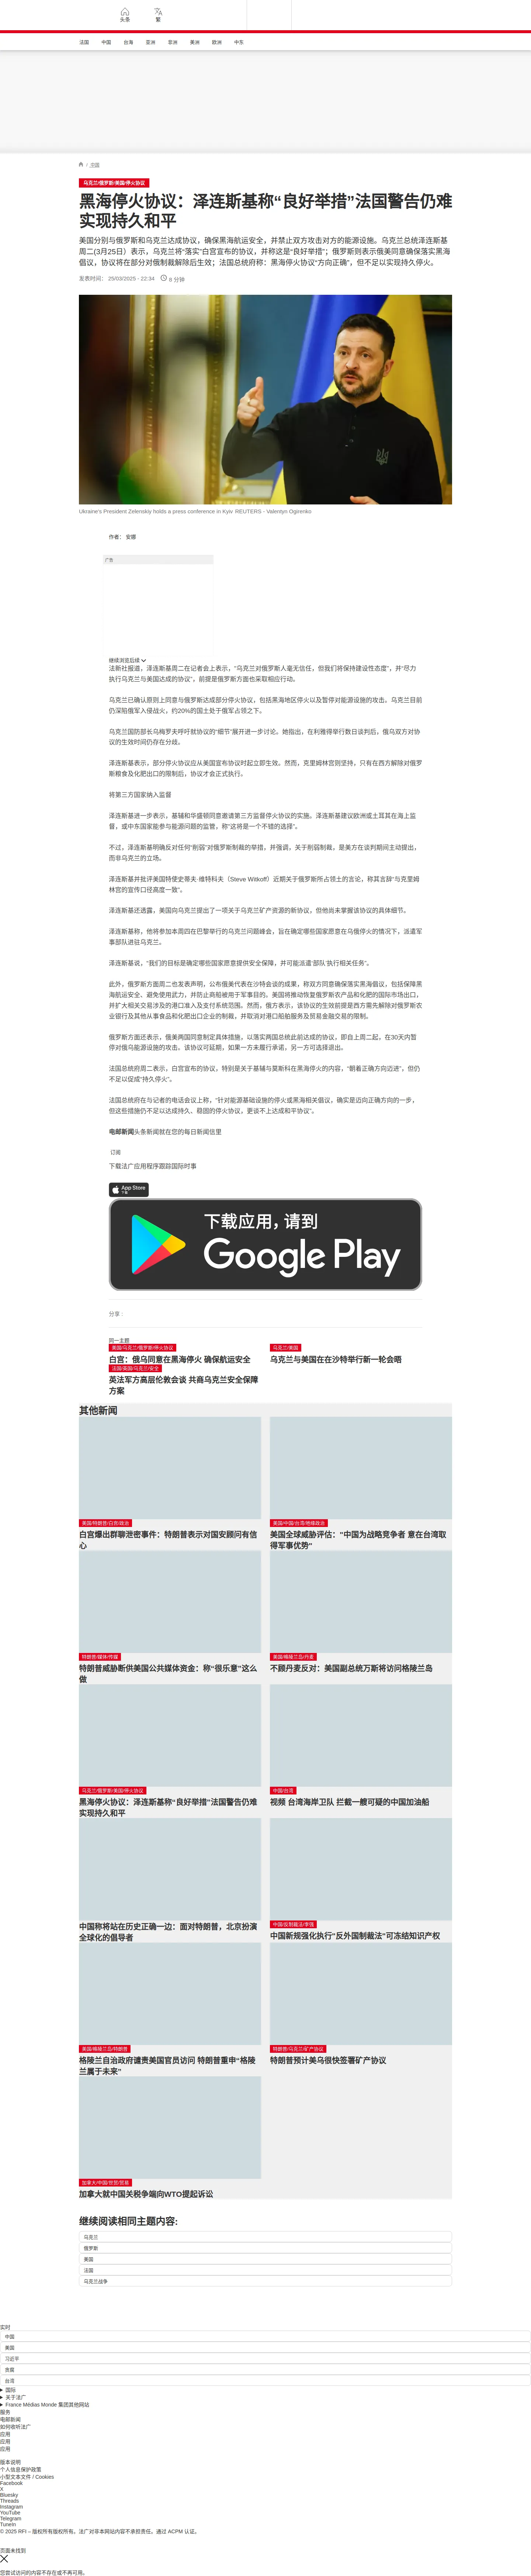 头条
繁
法国
中国
台海
亚洲
非洲
美洲
欧洲
中东
/ 法国
乌克兰/俄罗斯/美国/停火协议
黑海停火协议：泽连斯基称“良好举措”法国警告仍难
实现持久和平
美国分别与俄罗斯和乌克兰达成协议，确保黑海航运安全，并禁止双方攻击对方的能源设施。乌克兰总统泽连斯基
周二(3月25日）表示，乌克兰将“落实”白宫宣布的协议，并称这是“良好举措”；俄罗斯则表示俄美同意确保落实黑海
倡议，协议将在部分对俄制裁解除后生效；法国总统府称：黑海停火协议“方向正确”，但不足以实现持久停火。
发表时间： 25/03/2025 - 22:34 6 分钟
Ukraine's President Zelenskiy holds a press conference in Kyiv REUTERS - Valentyn Ogirenko
作者： 安娜
广告
继续浏览后续
法新社报道，泽连斯基周二在记者会上表示，“乌克兰对俄罗斯人毫无信任，但我们将保持建设性态度”，并“尽力
执行乌克兰与美国达成的协议”，前提是俄罗斯方面也采取相应行动。
乌克兰已确认原则上同意与俄罗斯达成部分停火协议，包括黑海地区停火以及暂停对能源设施的攻击。乌克兰目前
仍深陷俄军入侵战火，约20%的国土处于俄军占领之下。
乌克兰国防部长乌梅罗夫呼吁就协议的“细节”展开进一步讨论。她指出，在利雅得举行数日谈判后，俄乌双方对协
议的生效时间仍存在分歧。
泽连斯基表示，部分停火协议应从美国宣布协议时起立即生效。然而，克里姆林宫则坚持，只有在西方解除对俄罗
斯粮食及化肥出口的限制后，协议才会正式执行。
将第三方国家纳入监督
泽连斯基进一步表示，基辅和华盛顿同意邀请第三方监督停火协议的实施。泽连斯基建议欧洲或土耳其在海上监
督，或中东国家能参与能源问题的监督，称“这将是一个不错的选择”。
不过，泽连斯基明确反对任何“削弱”对俄罗斯制裁的举措，并强调，关于削弱制裁，是美方在谈判期间主动提出，
而非乌克兰的立场。
泽连斯基并批评美国特使史蒂夫·维特科夫（Steve Witkoff）近期关于俄罗斯所占领土的言论，称其言辞“与克里姆
林宫的宣传口径高度一致”。
泽连斯基还透露，美国向乌克兰提出了一项关于乌克兰矿产资源的新协议，但他尚未掌握该协议的具体细节。
泽连斯基称，他将参加本周四在巴黎举行的乌克兰问题峰会，旨在确定哪些国家愿意在乌俄停火的情况下，派遣军
事部队进驻乌克兰。
泽连斯基说，“我们的目标是确定哪些国家愿意提供安全保障，并可能派遣‘部队’执行相关任务”。
此外，俄罗斯方面周二也发表声明，公布俄美代表在沙特会谈的成果，称双方同意确保落实黑海倡议，包括保障黑
海航运安全、避免使用武力，并防止商船被用于军事目的。美国将推动恢复俄罗斯农产品和化肥的国际市场出口，
并扩大相关交易涉及的港口准入及支付系统范围。然而，俄方表示，该协议的生效前提是西方需先解除对俄罗斯农
业银行及其他从事食品和化肥出口企业的制裁，并取消对港口船舶服务及贸易金融交易的限制。
俄罗斯方面还表示，俄美两国同意制定具体措施，以落实两国总统此前达成的协议，即自上周二起，在30天内暂
停对俄乌能源设施的攻击。该协议可延期，如果一方未履行承诺，另一方可选择退出。
法国总统府周二表示，白宫宣布的协议，特别是关于基辅与莫斯科在黑海停火的内容，“朝着正确方向迈进”，但仍
不足以促成“持久停火”。
法国总统府在与记者的电话会议上称，“针对能源基础设施的停火或黑海相关倡议，确实是迈向正确方向的一步，
但这些措施仍不足以达成持久、稳固的停火协议，更谈不上达成和平协议”。
电邮新闻头条新闻就在您的每日新闻信里
订阅
下载法广应用程序跟踪国际时事
App Store
下载
下载应用，请到
Google Play
分享 :
同一主题
美国/乌克兰/俄罗斯/停火协议
白宫：俄乌同意在黑海停火 确保航运安全
乌克兰/美国
乌克兰与美国在在沙特举行新一轮会晤
法国/英国/乌克兰/安全
英法军方高层伦敦会谈 共商乌克兰安全保障
方案
其他新闻
美国/特朗普/白宫/政治
白宫爆出群聊泄密事件：特朗普表示对国安顾问有信
心
美国/中国/台湾/地缘政治
美国全球威胁评估："中国为战略竞争者 意在台湾取
得军事优势"
特朗普/媒体/传媒
特朗普威胁断供美国公共媒体资金：称“很乐意”这么
做
美国/格陵兰岛/丹麦
不顾丹麦反对：美国副总统万斯将访问格陵兰岛
乌克兰/俄罗斯/美国/停火协议
黑海停火协议：泽连斯基称“良好举措”法国警告仍难
实现持久和平
中国/台湾
视频 台湾海岸卫队 拦截一艘可疑的中国加油船
中国称将站在历史正确一边：面对特朗普，北京扮演
全球化的倡导者
中国/反制裁法/李强
中国新规强化执行"反外国制裁法"可冻结知识产权
美国/格陵兰岛/特朗普
格陵兰自治政府谴责美国官员访问 特朗普重申“格陵
兰属于未来”
特朗普/乌克兰/矿产协议
特朗普预计美乌很快签署矿产协议
加拿大/中国/世贸/贸易
加拿大就中国关税争端向WTO提起诉讼
继续阅读相同主题内容:
乌克兰
俄罗斯
美国
法国
乌克兰战争
实时
中国
美国
习近平
贪腐
台湾
国际
关于法广
France Médias Monde 集团其他网站
服务
电邮新闻
如何收听法广
应用
应用
应用
版本说明
个人信息保护政策
小型文本文件 / Cookies
Facebook
X
Bluesky
Threads
Instagram
YouTube
Telegram
TuneIn
© 2025 RFI – 版权所有版权所有。法广对非本网站内容不承担责任。通过 ACPM 认证。
页面未找到
您尝试访问的内容不存在或不再可用。